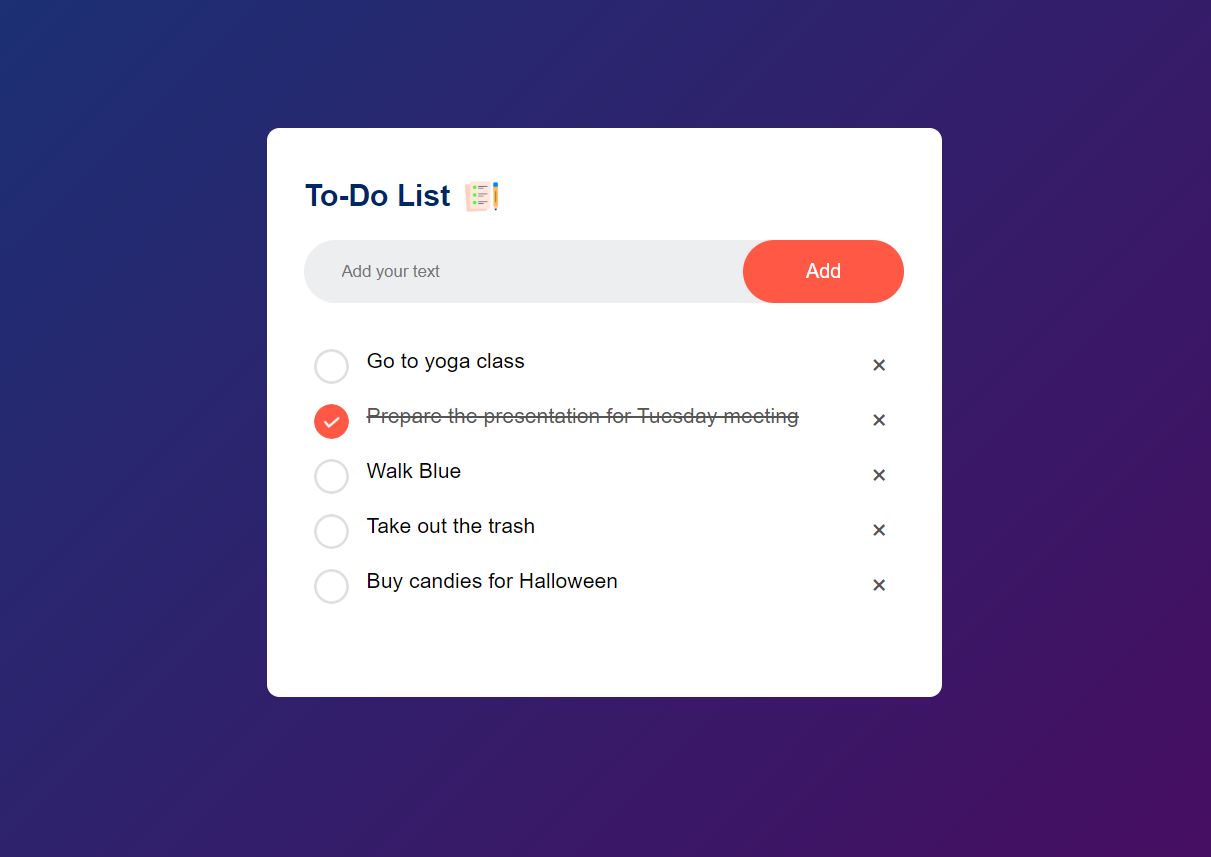 To-Do List
Add your text
Add
Go to yoga class
Prepare the presentation for Tuesday meeting
Walk Blue
Take out the trash
Buy candies for Halloween